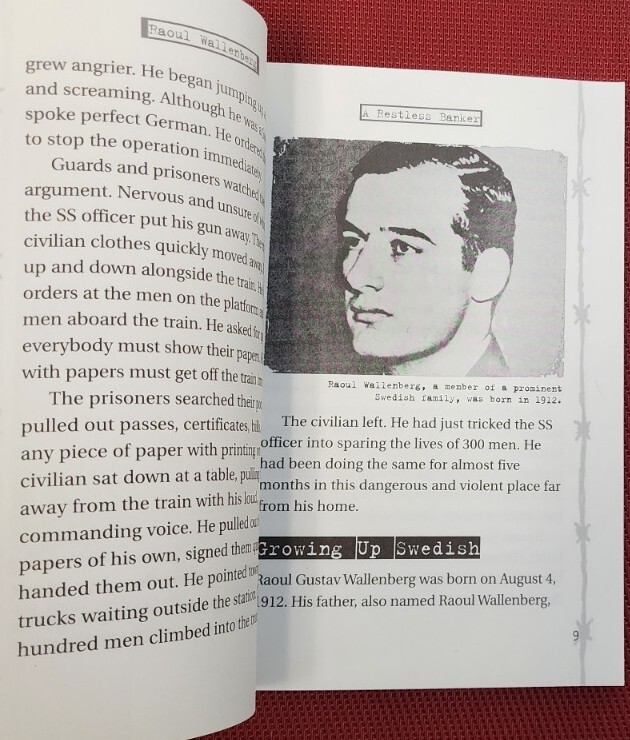 Raoul Wallenberg
grew angrier. He began jumping up
and screaming. Although he was a
spoke perfect German. He ordered
to stop the operation immediately
Guards and prisoners watched
argument. Nervous and unsure of
the SS officer put his gun away.
civilian clothes quickly moved away
up and down alongside the train.
orders at the men on the platform
men aboard the train. He asked for
everybody must show their papers.
with papers must get off the train
The prisoners searched their
pulled out passes, certificates,
any piece of paper with printing
civilian sat down at a table, pulling
away from the train with his loud
commanding voice. He pulled out
papers of his own, signed them
handed them out. He pointed
trucks waiting outside the station.
hundred men climbed into the
A Restless Banker
Raoul Wallenberg, a member of a prominent
Swedish family, was born in 1912.
The civilian left. He had just tricked the SS
officer into sparing the lives of 300 men. He
had been doing the same for almost five
months in this dangerous and violent place far
from his home.
Growing Up Swedish
Raoul Gustav Wallenberg was born on August 4,
1912. His father, also named Raoul Wallenberg,
9